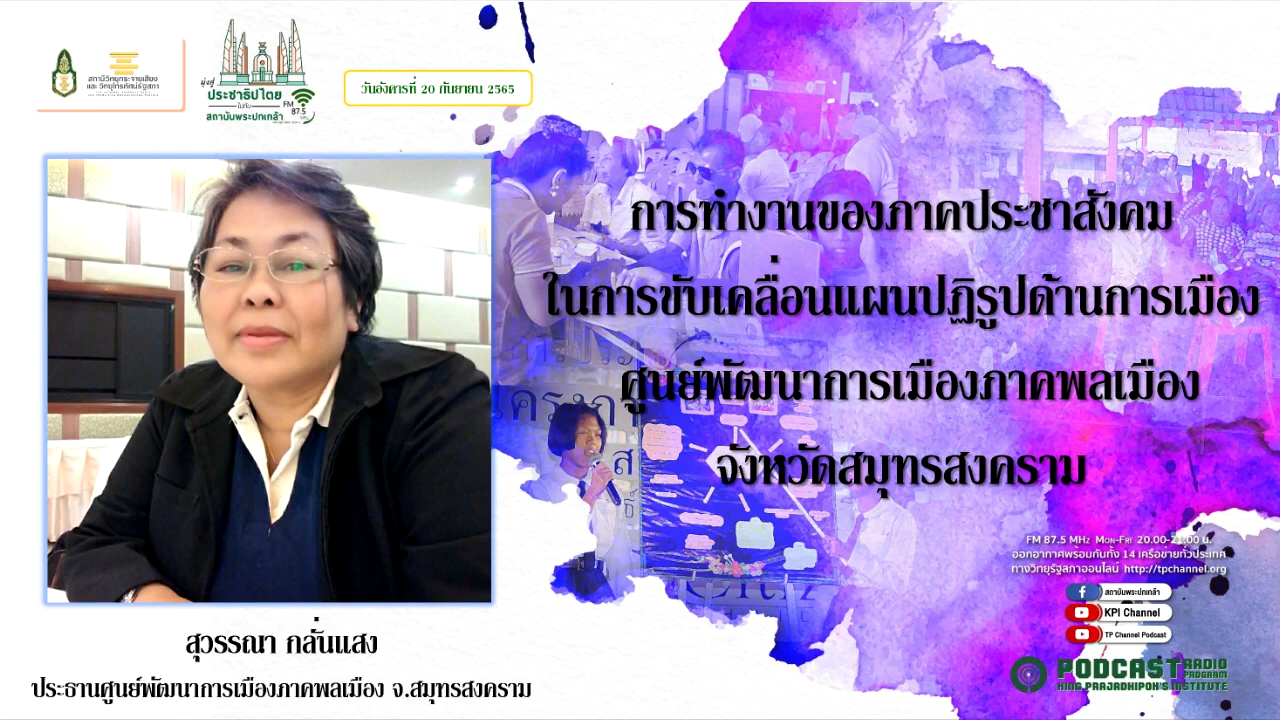 สถานีวิทยุกระจายเสียง
และ วิทยุโทรทัศน์รัฐสภา
มุ่งสู่
ประชาธิปไตย
ไปกับ
สถาบันพระปกเกล้า
FM
87.5
MHz
วันอังคารที่ 20 กันยายน 2565
การทำงานของภาคประชาสังคม
ในการขับเคลื่อนแผนปฏิรูปด้านการเมือง
ศูนย์พัฒนาการเมืองภาคพลเมือง
จังหวัดสมุทรสงคราม
สุวรรณา กลั่นแสง
ประธานศูนย์พัฒนาการเมืองภาคพลเมือง จ.สมุทรสงคราม
FM 87.5 MHz Mon-Fri 20.00-21.00 น.
ออกอากาศพร้อมกันทั้ง 14 เครือข่ายทั่วประเทศ
ทางวิทยุรัฐสภาออนไลน์ http://tpchannel.org
สถาบันพระปกเกล้า
KPI Channel
TP Channel Podcast
PODCAST RADIO PROGRAM
KING PRAJADHIPOK'S INSTITUTE